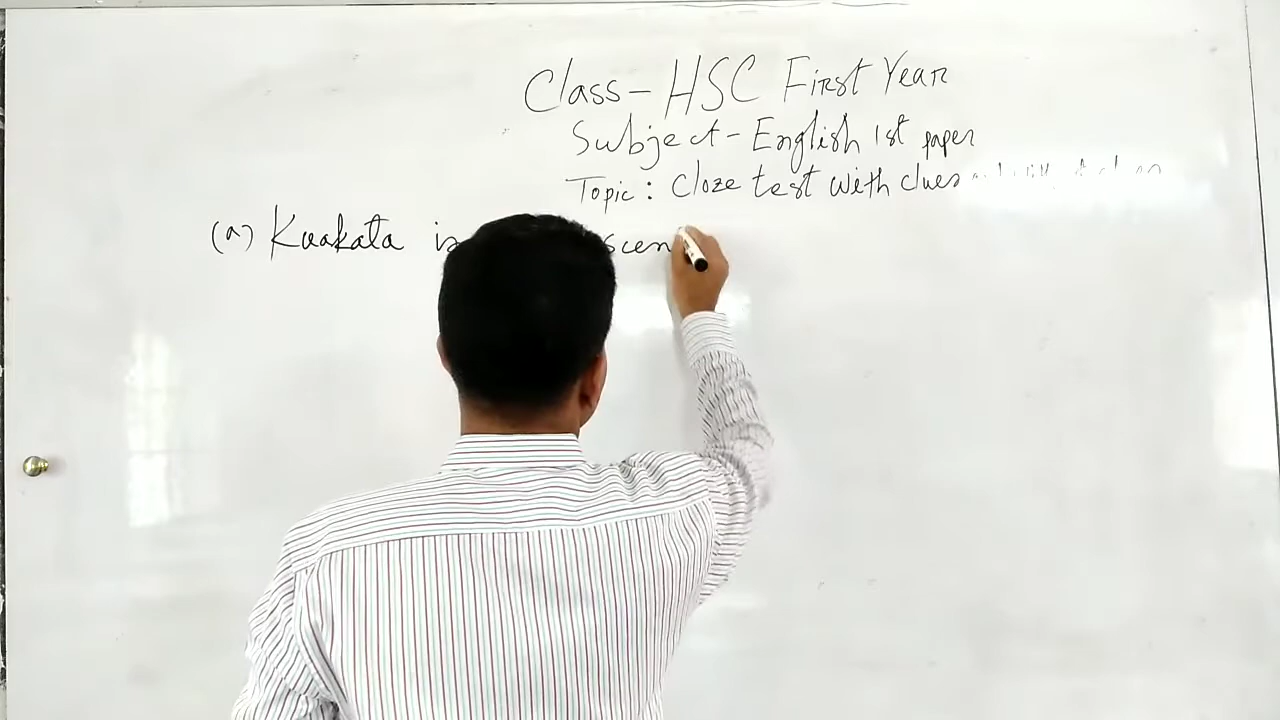 Class - HSC First Year
Subject - English 1st paper
Topic : Cloze test with clues
(a) Kuakata is scen